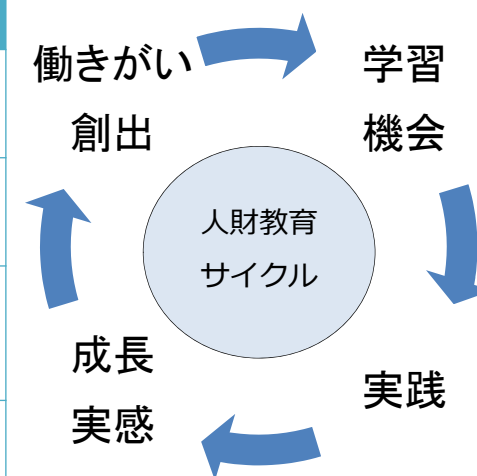 働きがい
創出
学習
機会
人財教育
サイクル
実践
成長
実感